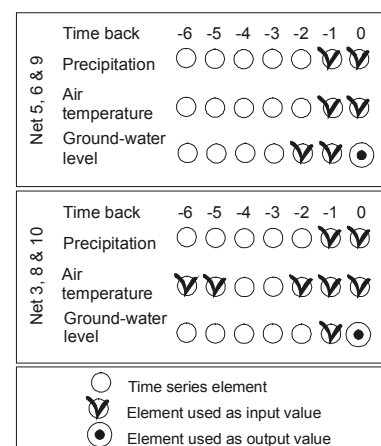 Net 5, 6 & 9
Time back -6 -5 -4 -3 -2 -1 0
Precipitation
Air
temperature
Ground-water
level
Net 3, 8 & 10
Time back -6 -5 -4 -3 -2 -1 0
Precipitation
Air
temperature
Ground-water
level
Time series element
Element used as input value
Element used as output value